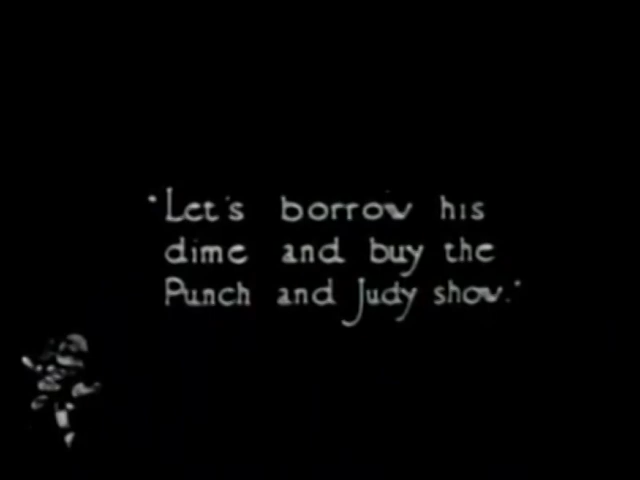 "Let's borrow his
dime and buy the
Punch and Judy show."